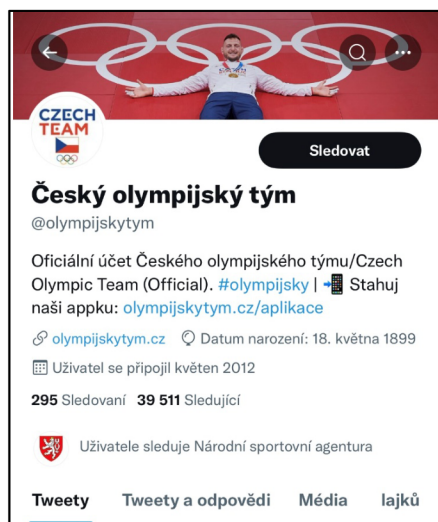 CZECH
TEAM
Sledovat
Český olympijský tým
@olympijskytym
Oficiální účet Českého olympijského týmu/Czech
Olympic Team (Official). #olympijsky | 📲 Stahuj
naši appku: olympijskytym.cz/aplikace
olympijskytym.cz Datum narození: 18. května 1899
Uživatel se připojil květen 2012
295 Sledovaní 39 511 Sledující
Uživatele sleduje Národní sportovní agentura
Tweety Tweety a odpovědi Média lajků